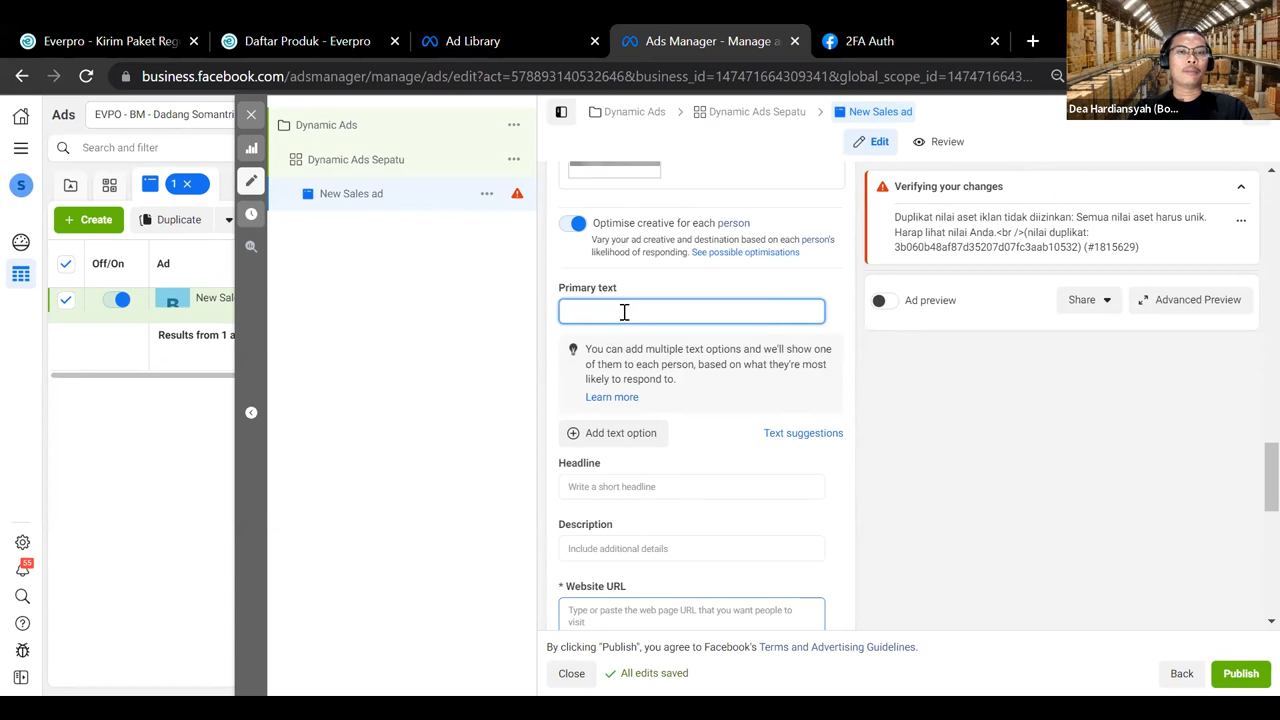 Everpro - Kirim Paket Reg
Daftar Produk - Everpro
Ad Library
Ads Manager - Manage a
2FA Auth
business.facebook.com/adsmanager/manage/ads/edit?act=5788931405326468&business_id=147471664309341&global_scope_id=1474716643...
Dea Hardiansyah (Bo...
Ads
EVPO - BM - Dadang Somantri
Search and filter
1
Create
Duplicate
Off/On
Ad
New Sal
Results from 1 a
S
55
Dynamic Ads
Dynamic Ads Sepatu
New Sales ad
Dynamic Ads
Dynamic Ads Sepatu
New Sales ad
Edit
Review
Optimise creative for each person
Vary your ad creative and destination based on each person's
likelihood of responding. See possible optimisations
Primary text
You can add multiple text options and we'll show one
of them to each person, based on what they're most
likely to respond to.
Learn more
Add text option
Text suggestions
Headline
Write a short headline
Description
Include additional details
* Website URL
Type or paste the web page URL that you want people to
visit
Verifying your changes
Duplikat nilai aset iklan tidak diizinkan: Semua nilai aset harus unik.
Harap lihat nilai Anda.<br />(nilai duplikat:
3b060b48af87d35207d07fc3aab10532) (#1815629)
Ad preview
Share
Advanced Preview
By clicking "Publish", you agree to Facebook's Terms and Advertising Guidelines.
Close
All edits saved
Back
Publish